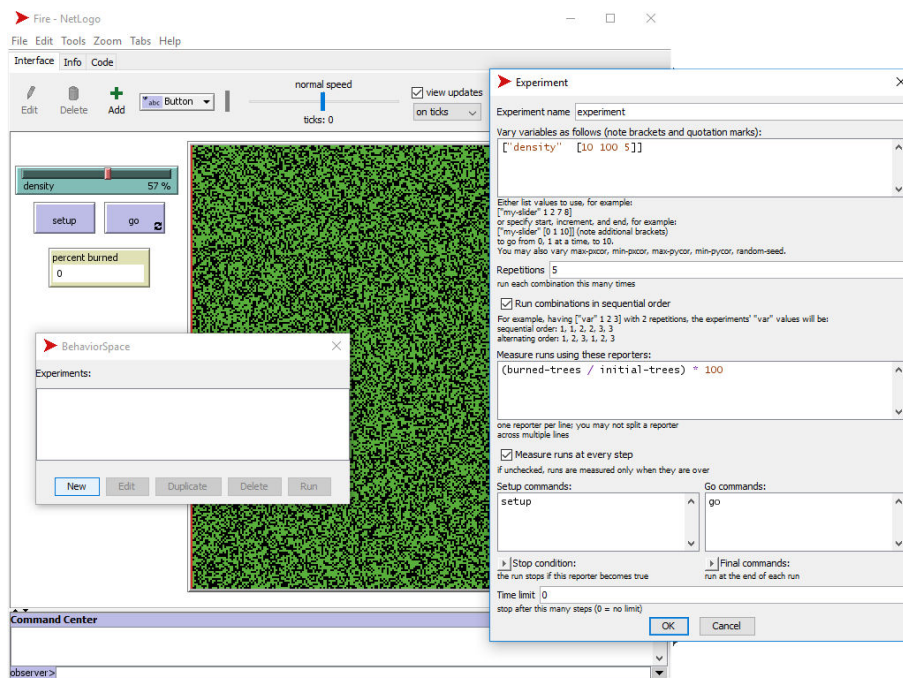 Fire - NetLogo
File Edit Tools Zoom Tabs Help
Interface Info Code
Edit Delete Add
abc Button
normal speed
ticks: 0
view updates
on ticks
density 57 %
setup go
percent burned
0
BehaviorSpace
Experiments:
New Edit Duplicate Delete Run
Command Center
observer>
Experiment
Experiment name experiment
Vary variables as follows (note brackets and quotation marks):
["density" [10 100 5]]
Either list values to use, for example:
["my-slider" 1 2 7 8]
or specify start, increment, and end, for example:
["my-slider" [0 1 10]] (note additional brackets)
to go from 0, 1 at a time, to 10.
You may also vary max-pxcor, min-pxcor, max-pycor, min-pycor, random-seed.
Repetitions 5
run each combination this many times
Run combinations in sequential order
For example, having ["var" 1 2 3] with 2 repetitions, the experiments' "var" values will be:
sequential order: 1, 1, 2, 2, 3, 3
alternating order: 1, 2, 3, 1, 2, 3
Measure runs using these reporters:
(burned-trees / initial-trees) * 100
one reporter per line; you may not split a reporter
across multiple lines
Measure runs at every step
if unchecked, runs are measured only when they are over
Setup commands: Go commands:
setup go
Stop condition: Final commands:
the run stops if this reporter becomes true run at the end of each run
Time limit 0
stop after this many steps (0 = no limit)
OK Cancel